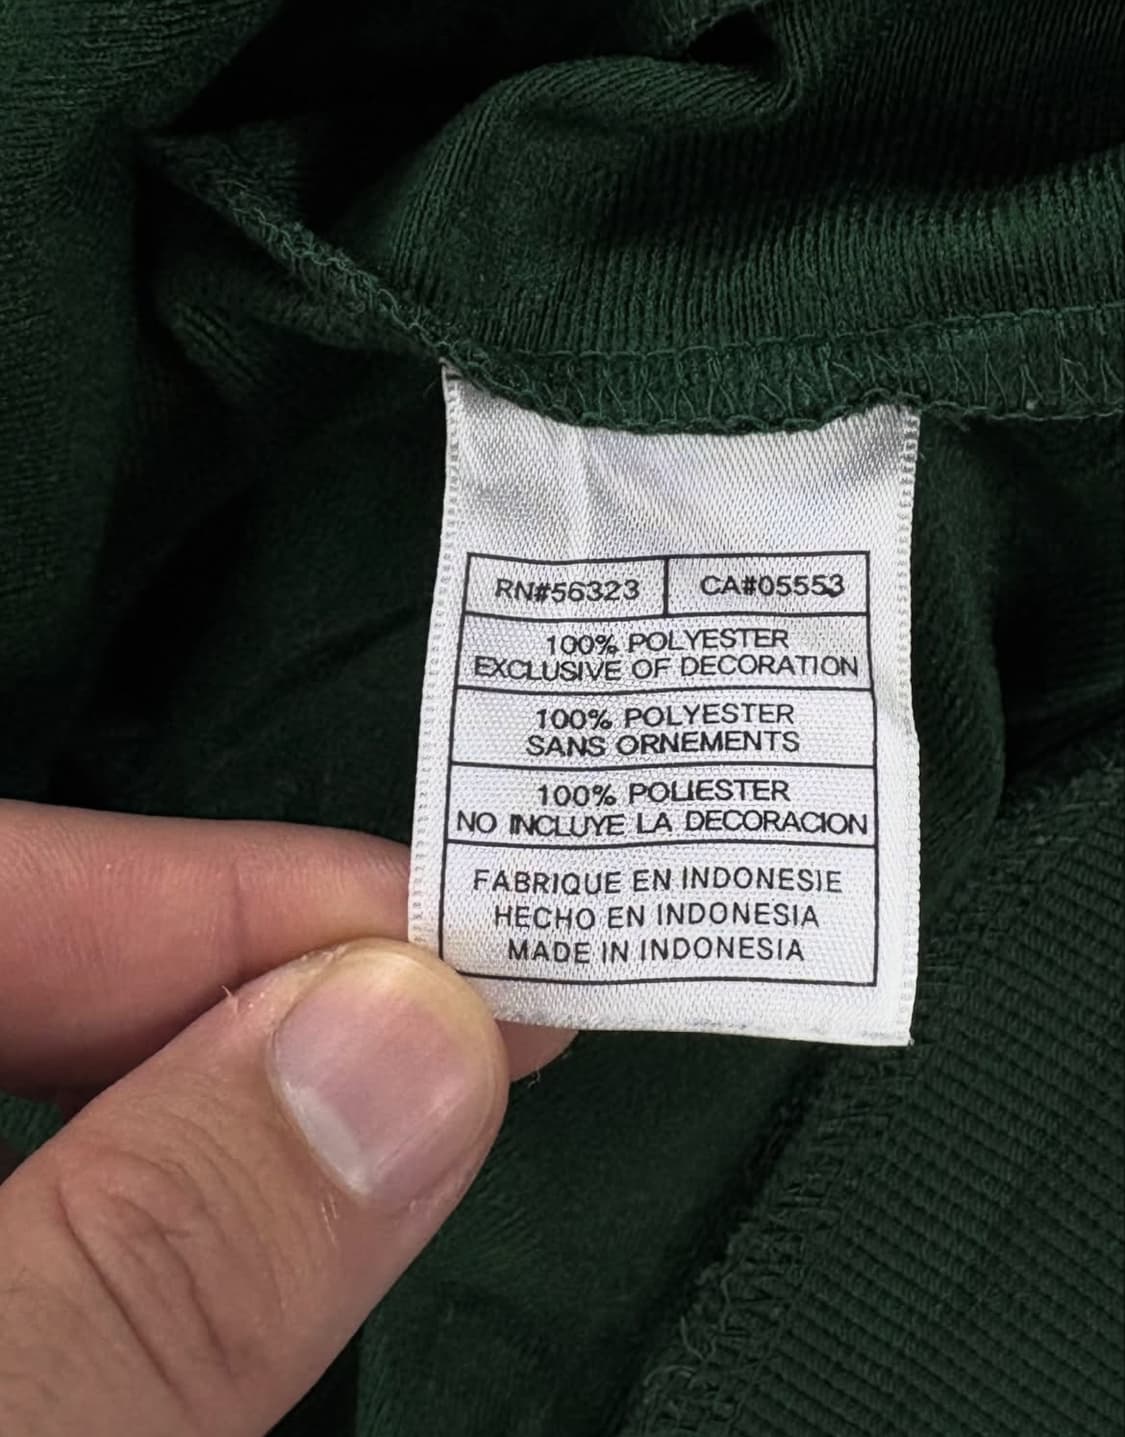 RN#56323 CA#05553
100% POLYESTER
EXCLUSIVE OF DECORATION
100% POLYESTER
SANS ORNEMENTS
100% POLIESTER
NO INCLUYE LA DECORACION
FABRIQUE EN INDONESIE
HECHO EN INDONESIA
MADE IN INDONESIA